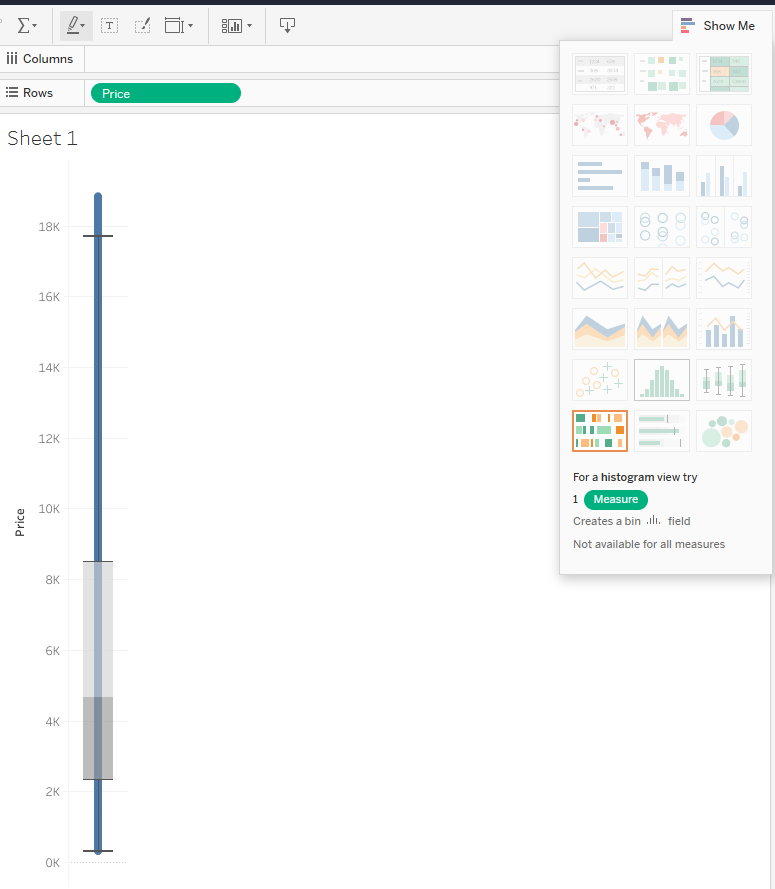 Show Me
Columns
Rows
Price
Sheet 1
18K
16K
14K
12K
10K
8K
6K
4K
2K
0K
Price
For a histogram view try
1 Measure
Creates a bin field
Not available for all measures